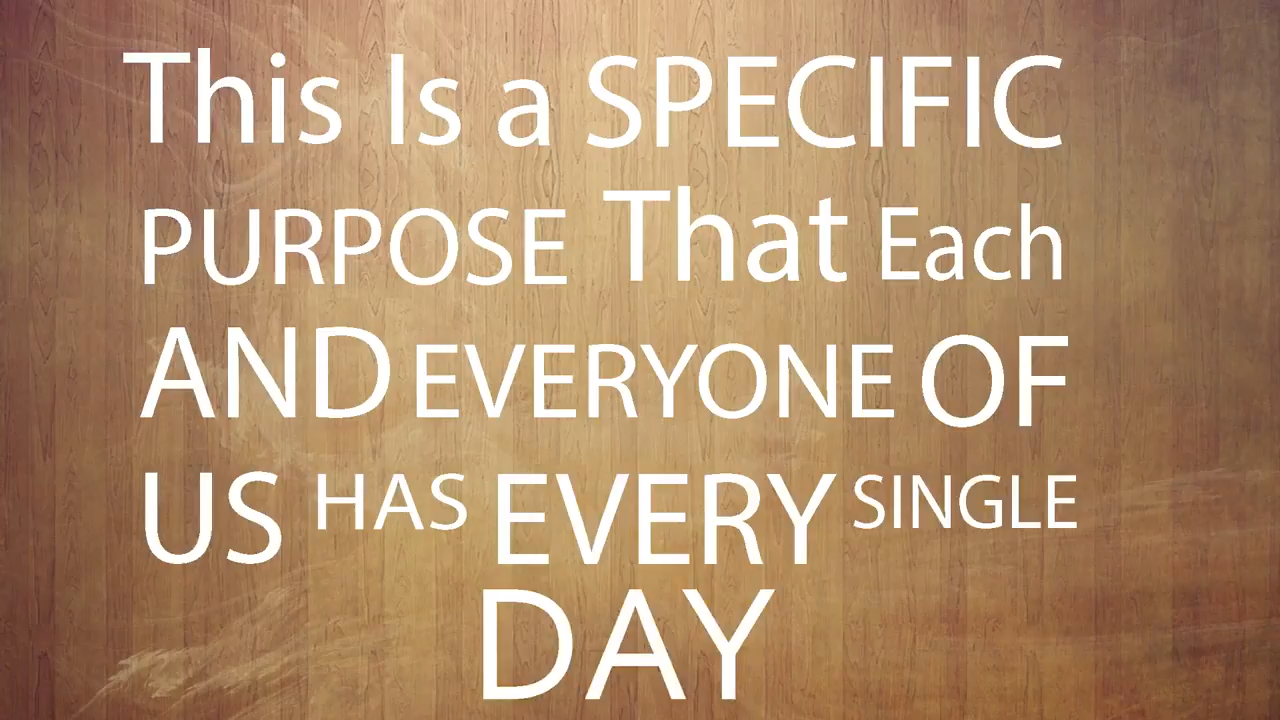 This Is a SPECIFIC
PURPOSE That Each
AND EVERYONE OF
US HAS EVERY SINGLE
DAY